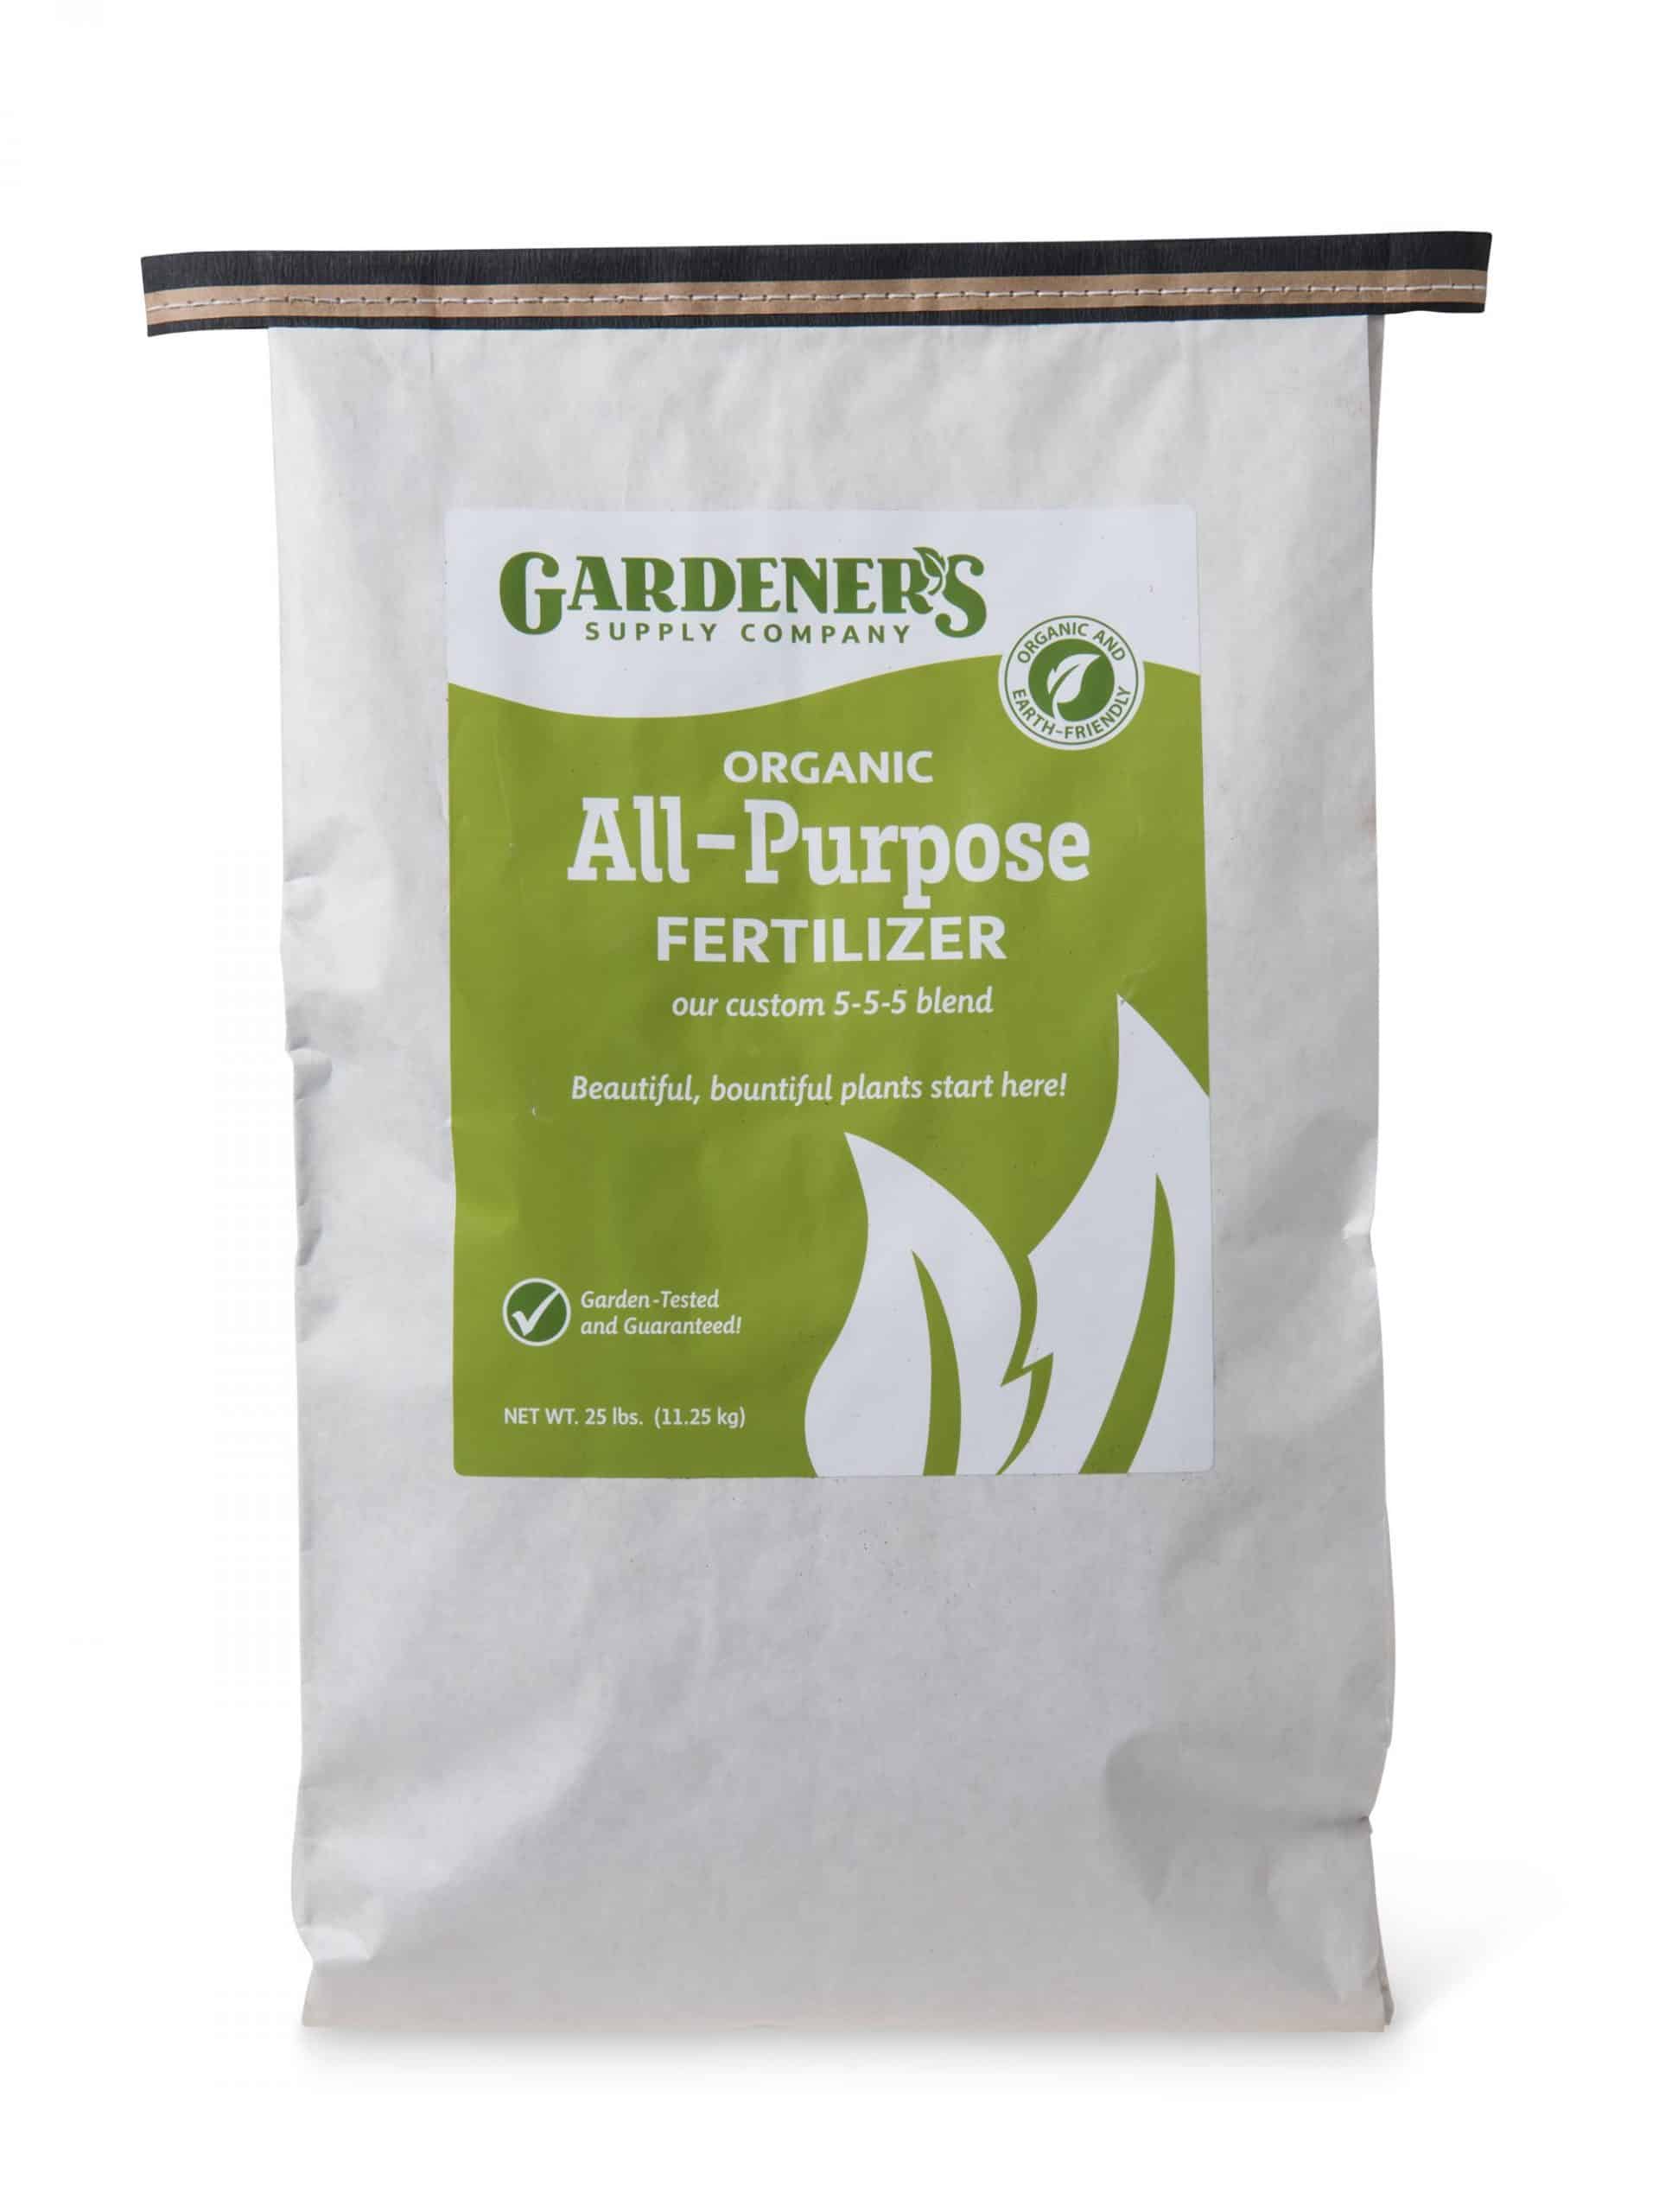 GARDENER'S
SUPPLY COMPANY
ORGANIC AND
EARTH-FRIENDLY
ORGANIC
All-Purpose
FERTILIZER
our custom 5-5-5 blend
Beautiful, bountiful plants start here!
Garden-Tested
and Guaranteed!
NET WT. 25 lbs. (11.25 kg)